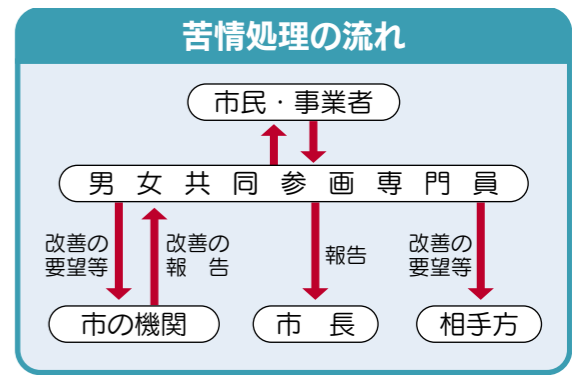 苦情処理の流れ
市民・事業者
男女共同参画専門員
改善の
要望等
改善の
報告
報告
改善の
要望等
市の機関
市長
相手方